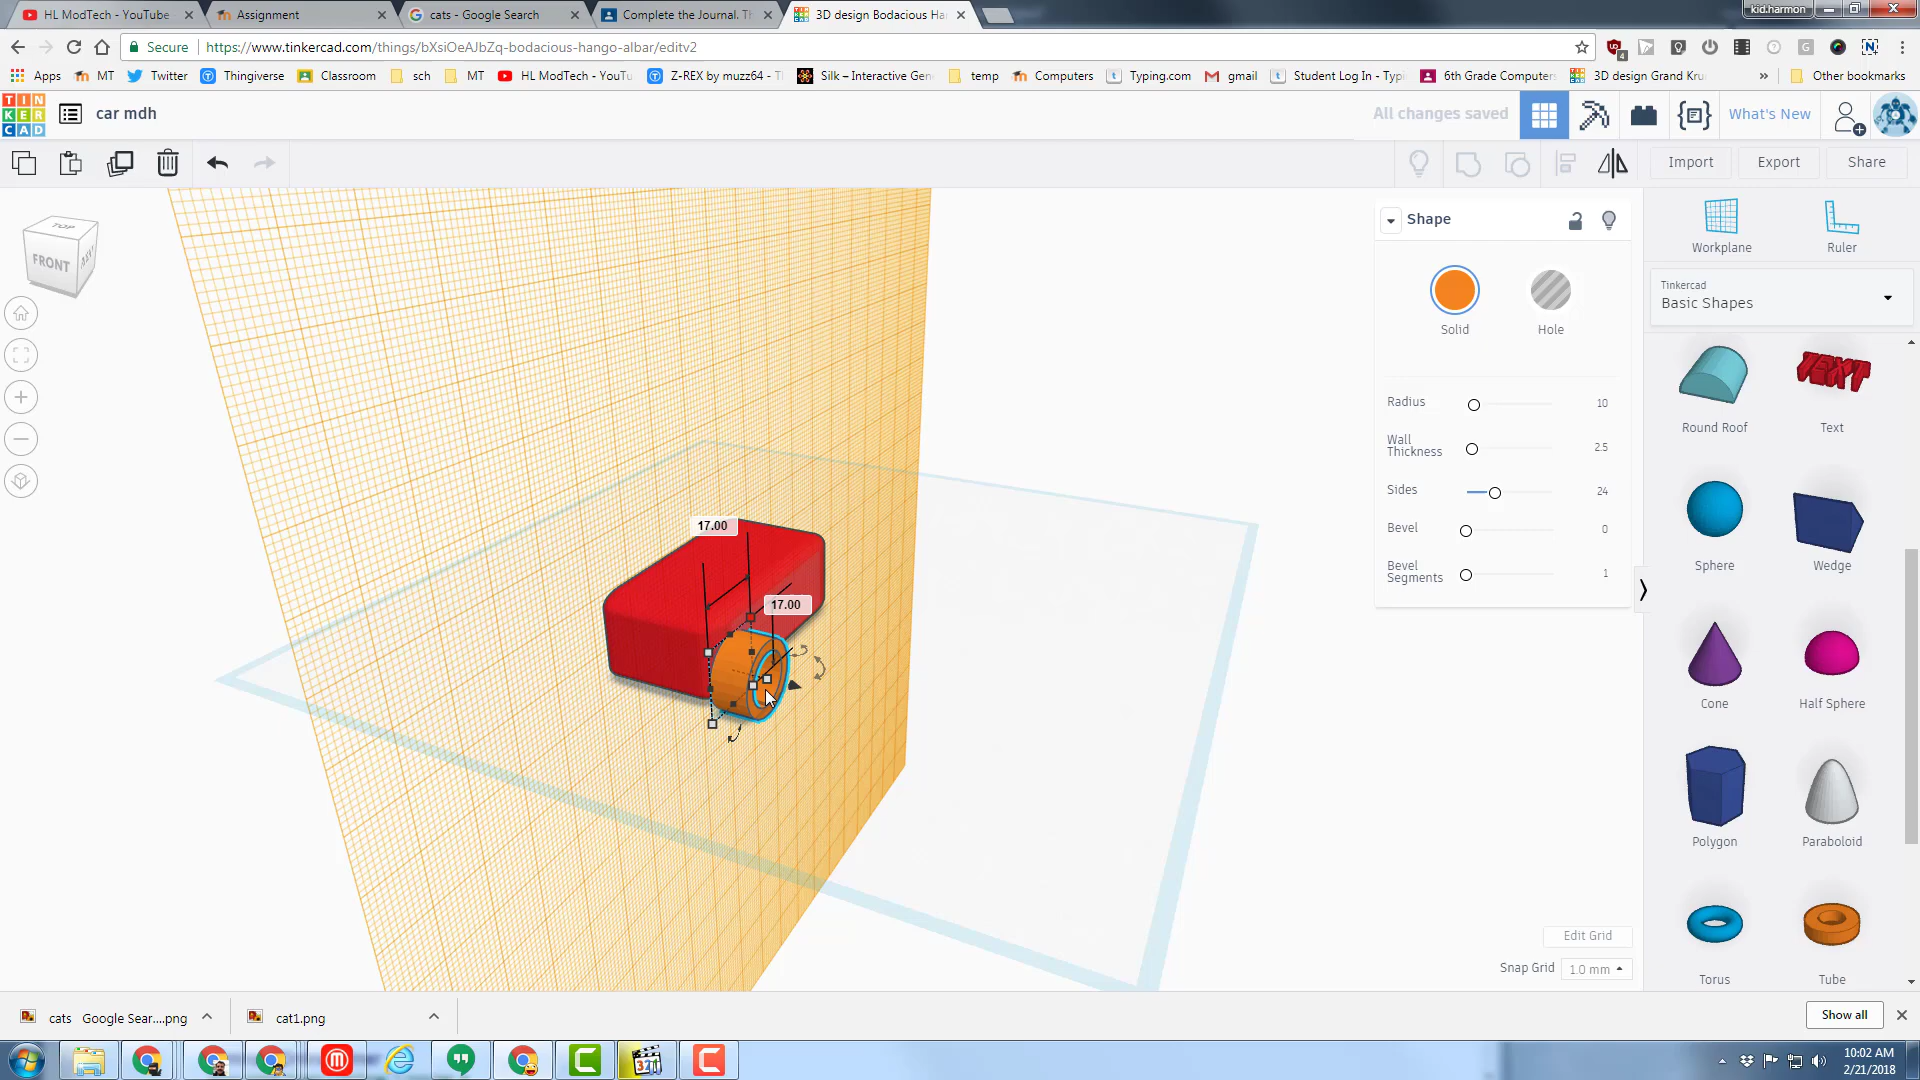 HL ModTech - YouTube
Assignment
cats - Google Search
Complete the Journal. Th
3D design Bodacious Ha
kid.harmon
Secure
https://www.tinkercad.com/things/bXsiOeAJbZq-bodacious-hango-albar/editv2
4
Apps
MT
Twitter
Thingiverse
Classroom
sch
MT
HL ModTech - YouTu
Z-REX by muzz64 - T
Silk – Interactive Gen
temp
Computers
Typing.com
gmail
Student Log In - Typi
6th Grade Computers
3D design Grand Kru
»
Other bookmarks
TIN
KER
CAD
car mdh
All changes saved
What's New
Import
Export
Share
TOP
FRONT
Shape
Solid
Hole
Radius
10
Wall
Thickness
2.5
Sides
24
Bevel
0
Bevel
Segments
1
17.00
17.00
Workplane
Ruler
Tinkercad
Basic Shapes
TEXT
Round Roof
Text
Sphere
Wedge
Cone
Half Sphere
Polygon
Paraboloid
Torus
Tube
Edit Grid
Snap Grid
1.0 mm
cats Google Sear....png
cat1.png
Show all
321
10:02 AM
2/21/2018